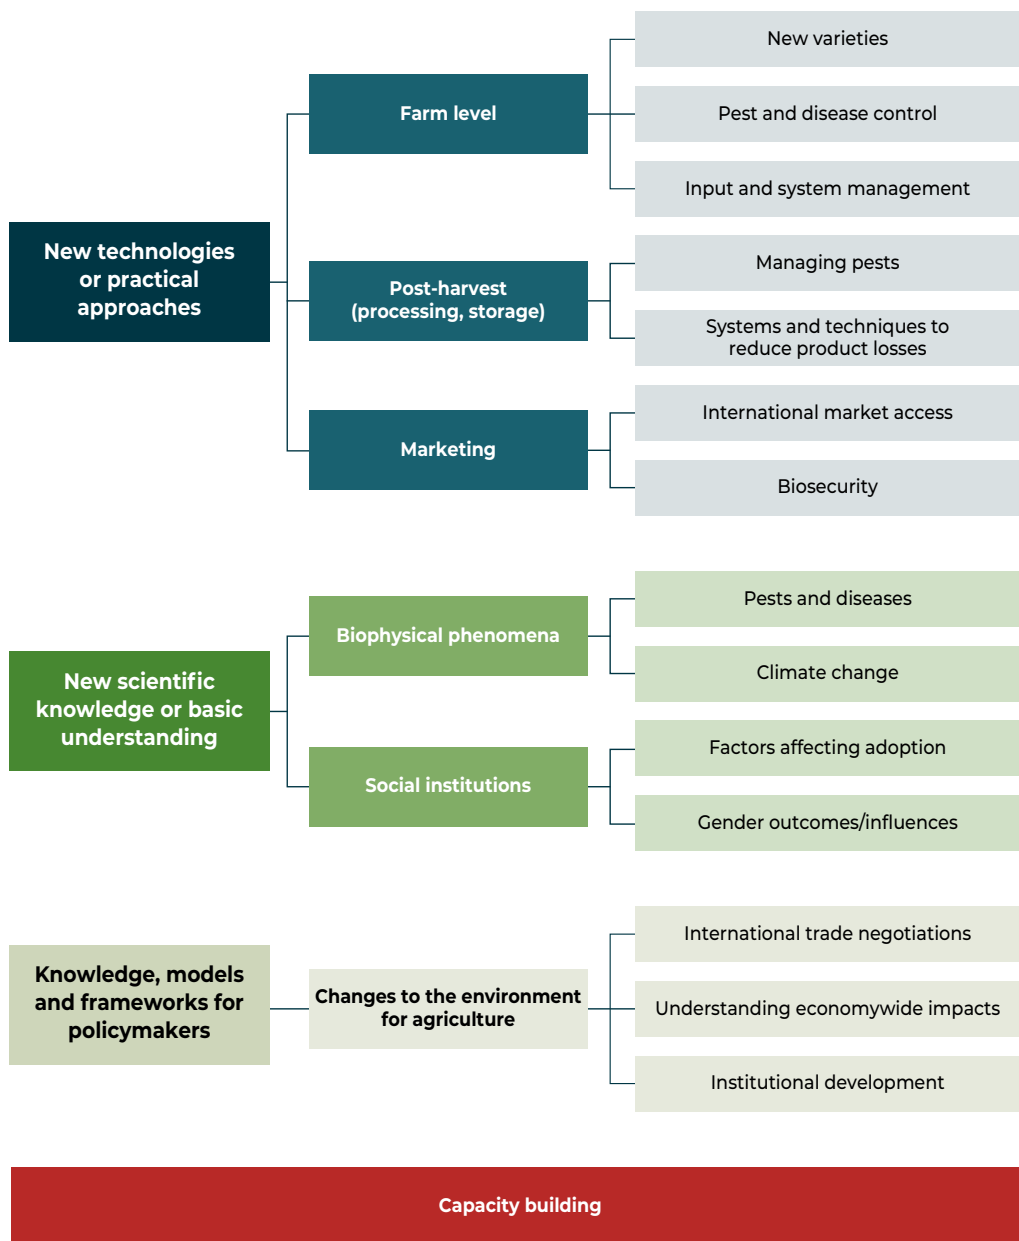 New technologies
or practical
approaches
Farm level
New varieties
Pest and disease control
Input and system management
Post-harvest
(processing, storage)
Managing pests
Systems and techniques to
reduce product losses
Marketing
International market access
Biosecurity
New scientific
knowledge or basic
understanding
Biophysical phenomena
Pests and diseases
Climate change
Social institutions
Factors affecting adoption
Gender outcomes/influences
Knowledge, models
and frameworks for
policymakers
Changes to the environment
for agriculture
International trade negotiations
Understanding economywide impacts
Institutional development
Capacity building